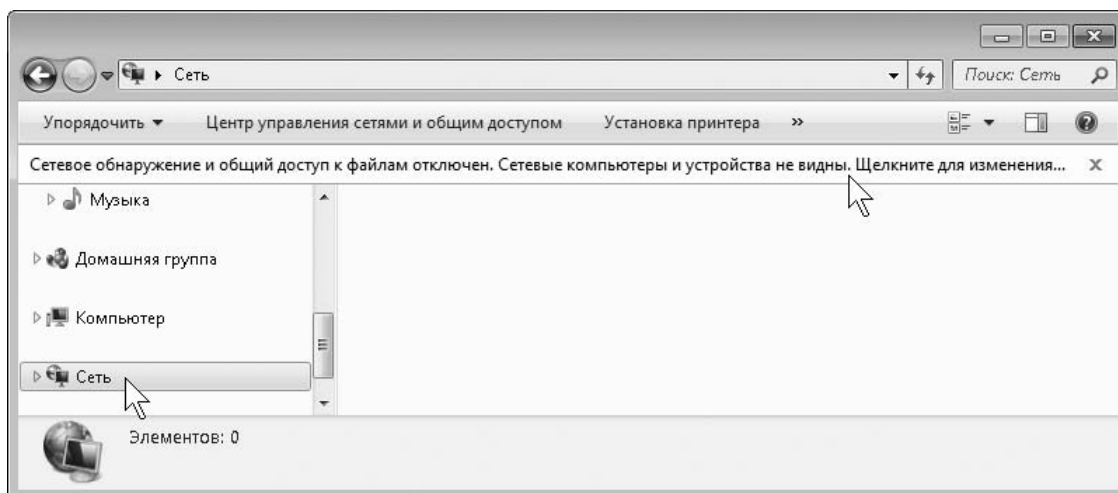 Сеть
Поиск: Сеть
Упорядочить Центр управления сетями и общим доступом Установка принтера »
Сетевое обнаружение и общий доступ к файлам отключен. Сетевые компьютеры и устройства не видны. Щелкните для изменения...
Музыка
Домашняя группа
Компьютер
Сеть
Элементов: 0